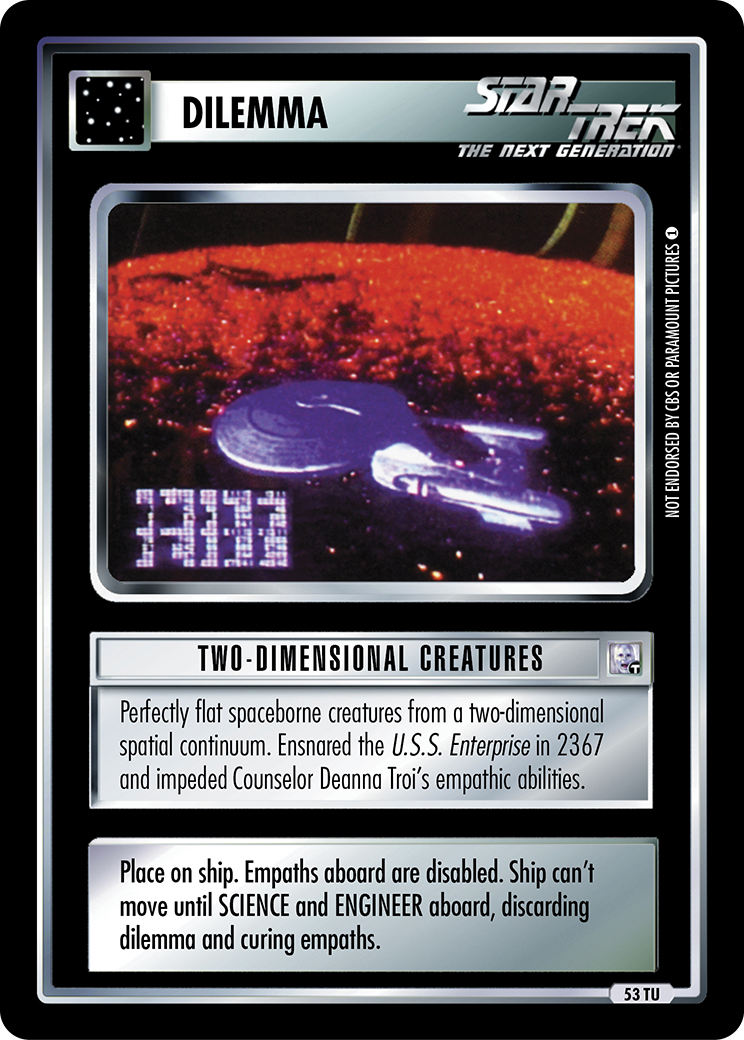 DILEMMA
STAR TREK
THE NEXT GENERATION
NOT ENDORSED BY CBS OR PARAMOUNT PICTURES 1
TWO-DIMENSIONAL CREATURES
T
Perfectly flat spaceborne creatures from a two-dimensional
spatial continuum. Ensnared the U.S.S. Enterprise in 2367
and impeded Counselor Deanna Troi's empathic abilities.
Place on ship. Empaths aboard are disabled. Ship can't
move until SCIENCE and ENGINEER aboard, discarding
dilemma and curing empaths.
53 TU